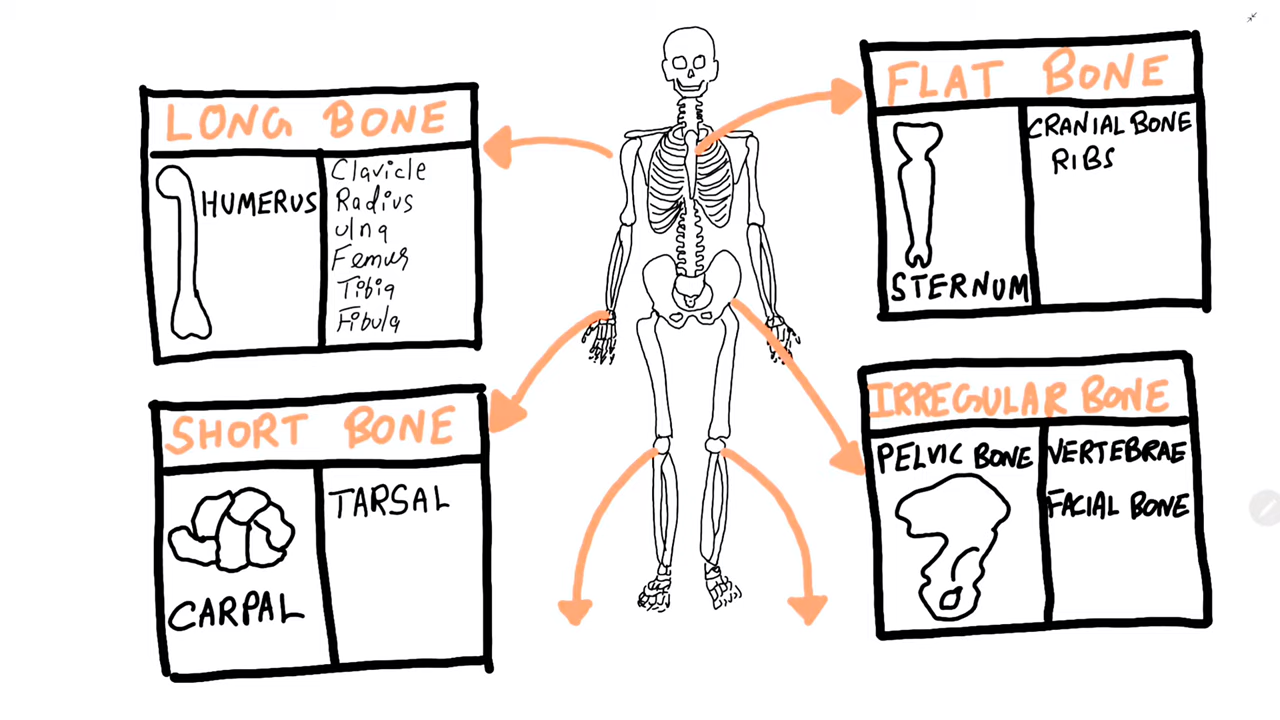 LONG BONE
HUMERUS
Clavicle
Radius
Ulna
Femur
Tibia
Fibula
FLAT BONE
STERNUM
CRANIAL BONE
RIBS
SHORT BONE
CARPAL
TARSAL
IRREGULAR BONE
PELVIC BONE
VERTEBRAE
FACIAL BONE